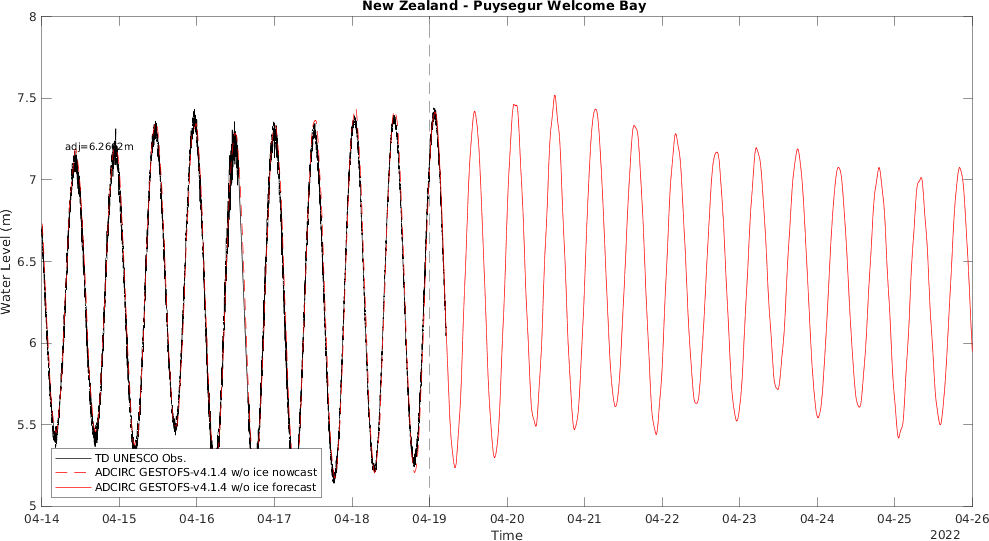 New Zealand - Puysegur Welcome Bay
8
7.5
7
6.5
6
5.5
5
Water Level (m)
TD UNESCO Obs.
ADCIRC GESTOFS-v4.1.4 w/o ice nowcast
ADCIRC GESTOFS-v4.1.4 w/o ice forecast
04-14 04-15 04-16 04-17 04-18 04-19 04-20 04-21 04-22 04-23 04-24 04-25 04-26
Time
2022